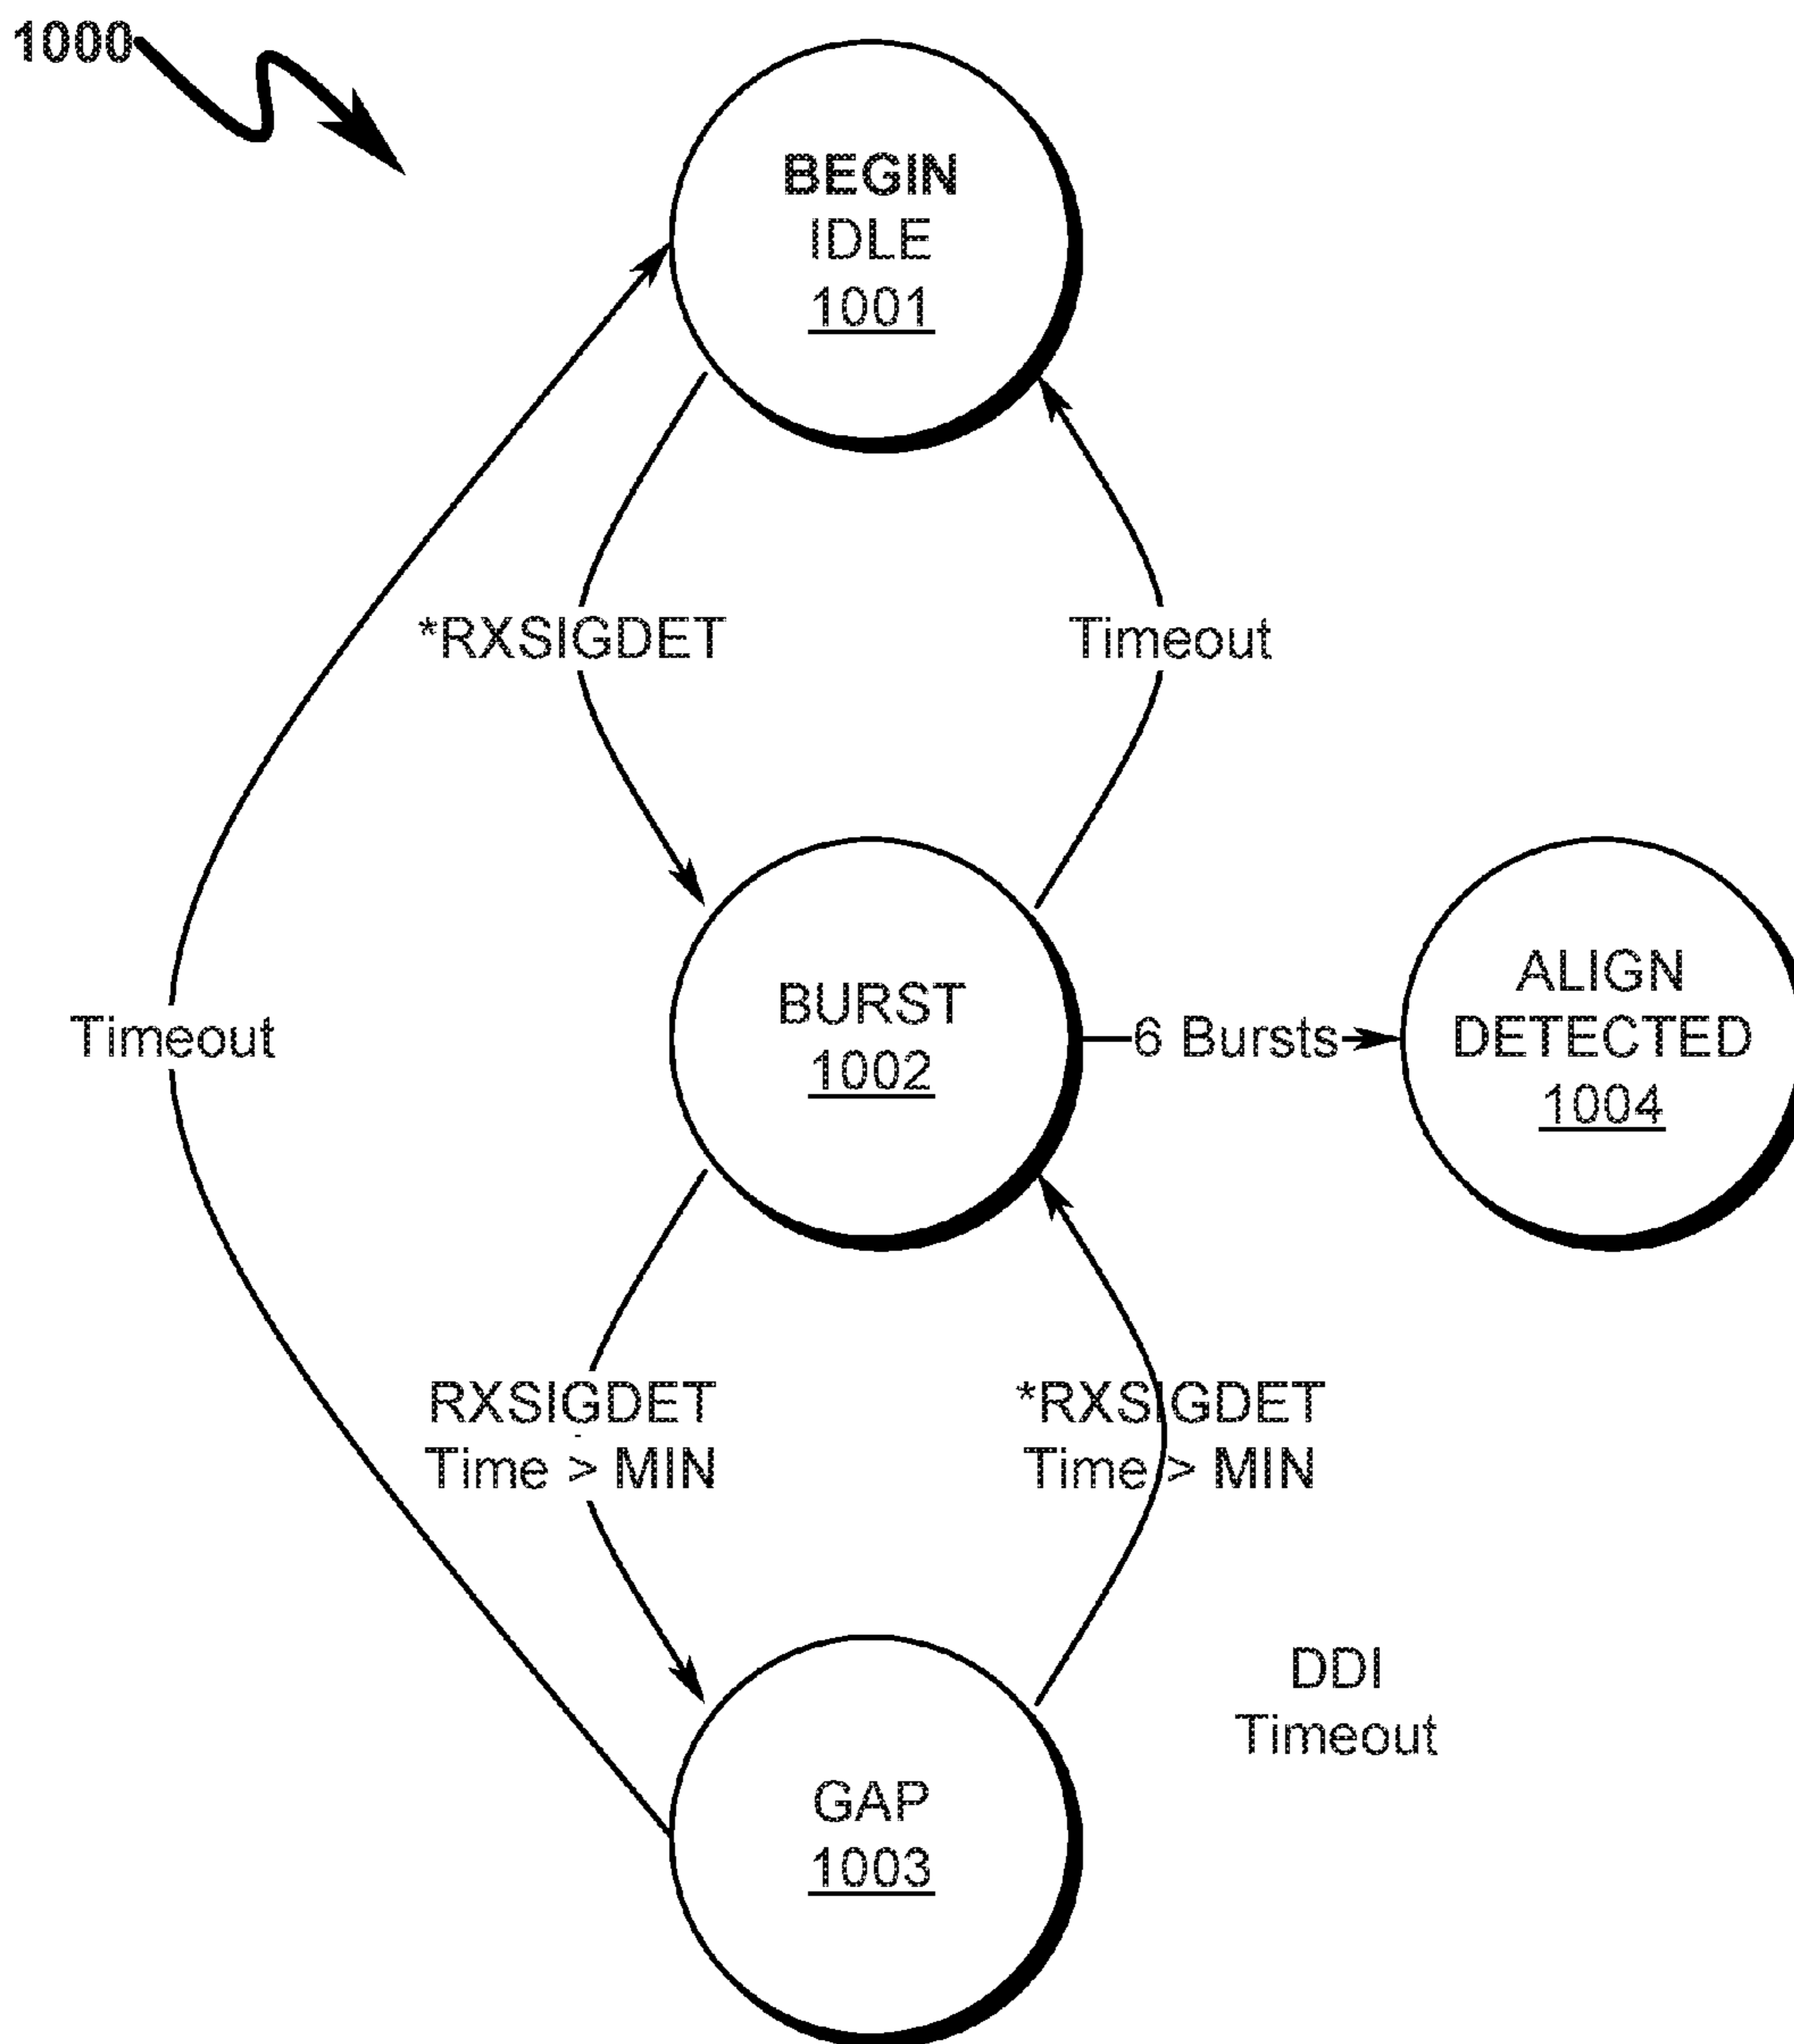 1000
BEGIN
IDLE
1001
*RXSIGDET
Timeout
Timeout
BURST
1002
6 Bursts
ALIGN
DETECTED
1004
RXSIGDET
Time > MIN
*RXSIGDET
Time > MIN
DDI
Timeout
GAP
1003